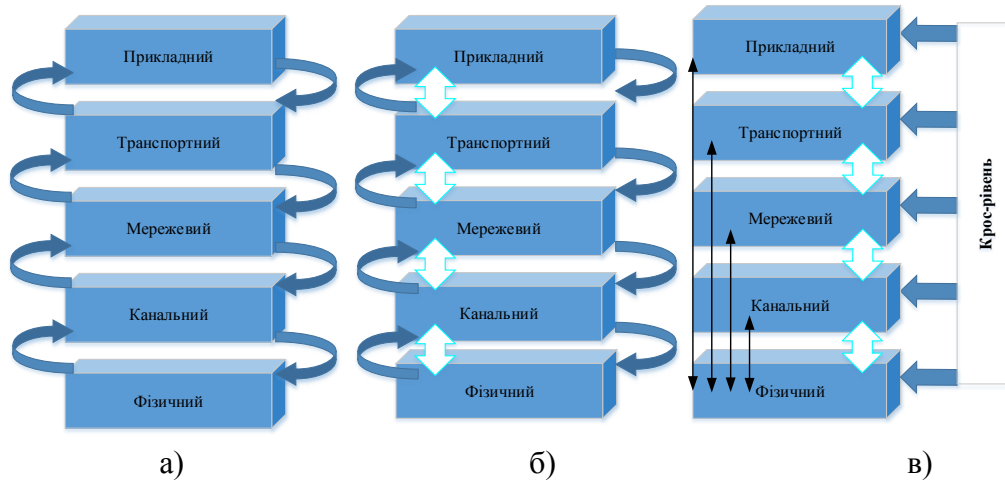 Прикладний
Транспортний
Мережевий
Канальний
Фізичний
а)
Прикладний
Транспортний
Мережевий
Канальний
Фізичний
б)
Прикладний
Транспортний
Мережевий
Канальний
Фізичний
Крос-рівень
в)